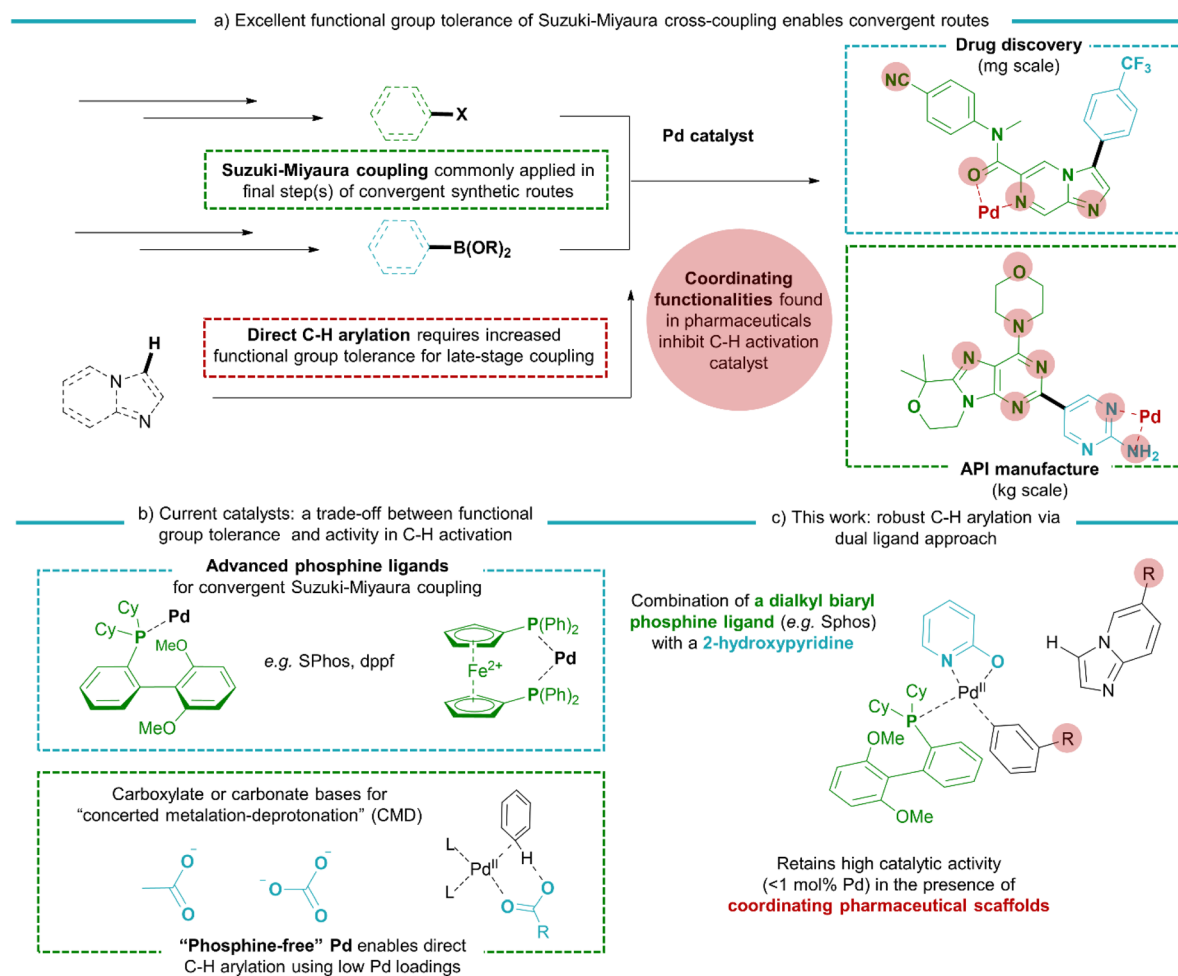 a) Excellent functional group tolerance of Suzuki-Miyaura cross-coupling enables convergent routes
X
Suzuki-Miyaura coupling commonly applied in
final step(s) of convergent synthetic routes
B(OR)2
Direct C-H arylation requires increased
functional group tolerance for late-stage coupling
H
N
N
Pd catalyst
Coordinating
functionalities found
in pharmaceuticals
inhibit C-H activation
catalyst
Drug discovery
(mg scale)
CF3
NC
N
O
N
Pd
N
N
O
N
N
N
N
N
O
N
Pd
N
NH2
API manufacture
(kg scale)
b) Current catalysts: a trade-off between functional
group tolerance and activity in C-H activation
Advanced phosphine ligands
for convergent Suzuki-Miyaura coupling
Cy
Pd
Cy
P
MeO
MeO
e.g. SPhos, dppf
P(Ph)2
Fe2+
Pd
P(Ph)2
Carboxylate or carbonate bases for
“concerted metalation-deprotonation” (CMD)
O-
O
-O
O-
O
L
PdII
H
L
O
O
R
“Phosphine-free” Pd enables direct
C-H arylation using low Pd loadings
c) This work: robust C-H arylation via
dual ligand approach
Combination of a dialkyl biaryl
phosphine ligand (e.g. Sphos)
with a 2-hydroxypyridine
N
O
PdII
Cy
Cy
P
OMe
OMe
R
R
H
N
N
Retains high catalytic activity
(<1 mol% Pd) in the presence of
coordinating pharmaceutical scaffolds